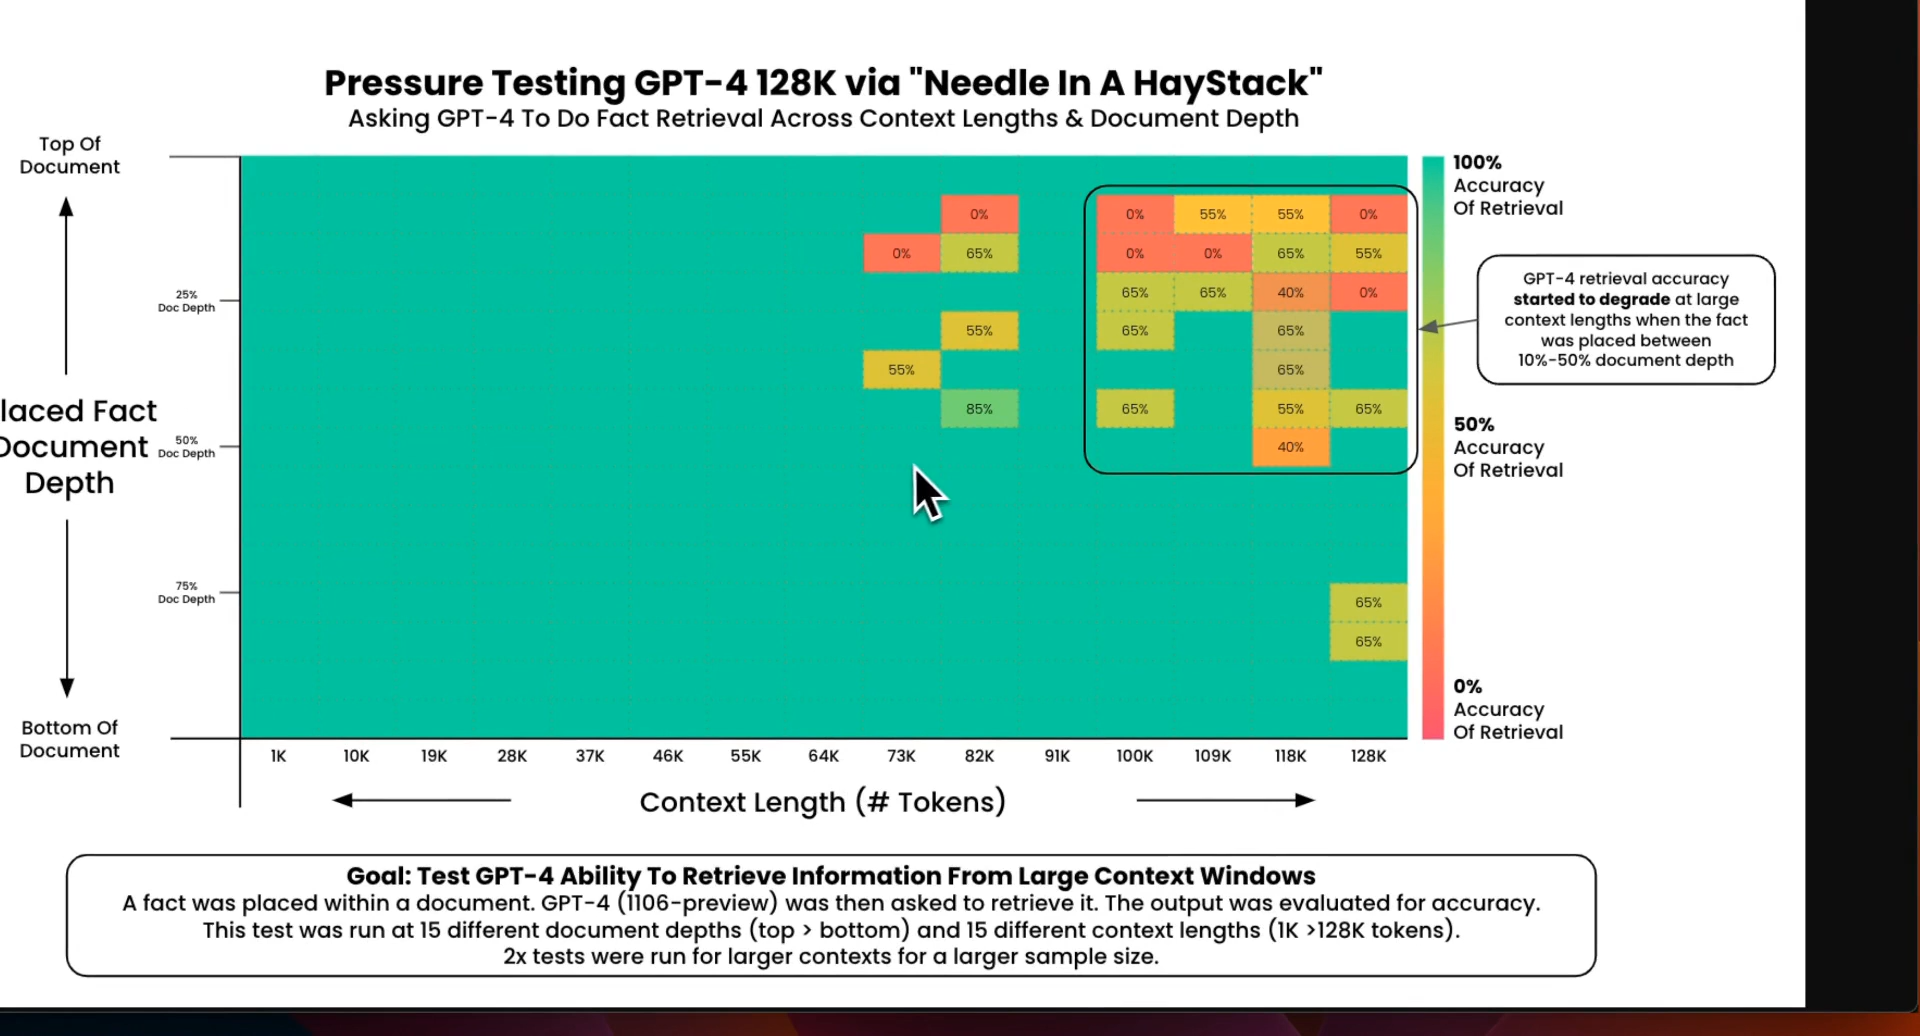 Pressure Testing GPT-4 128K via "Needle In A HayStack"
Asking GPT-4 To Do Fact Retrieval Across Context Lengths & Document Depth
Top Of
Document
25%
Doc Depth
laced Fact
Document
Depth
50%
Doc Depth
75%
Doc Depth
Bottom Of
Document
0% 0% 55% 55% 0%
0% 65% 0% 0% 65% 55%
65% 65% 40% 0%
55% 65% 65%
55% 65%
85% 65% 55% 65%
40%
65%
65%
100%
Accuracy
Of Retrieval
GPT-4 retrieval accuracy
started to degrade at large
context lengths when the fact
was placed between
10%-50% document depth
50%
Accuracy
Of Retrieval
0%
Accuracy
Of Retrieval
1K 10K 19K 28K 37K 46K 55K 64K 73K 82K 91K 100K 109K 118K 128K
Context Length (# Tokens)
Goal: Test GPT-4 Ability To Retrieve Information From Large Context Windows
A fact was placed within a document. GPT-4 (1106-preview) was then asked to retrieve it. The output was evaluated for accuracy.
This test was run at 15 different document depths (top > bottom) and 15 different context lengths (1K >128K tokens).
2x tests were run for larger contexts for a larger sample size.